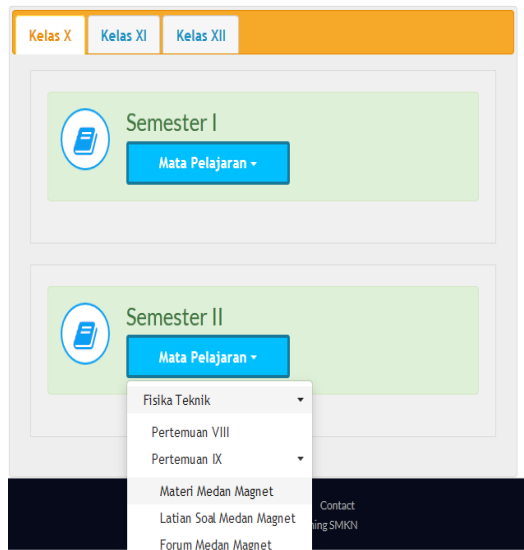 Kelas X
Kelas XI
Kelas XII
Semester I
Mata Pelajaran
Semester II
Mata Pelajaran
Fisika Teknik
Pertemuan VIII
Pertemuan IX
Materi Medan Magnet
Contact
Latian Soal Medan Magnet
SMKN
Forum Medan Magnet